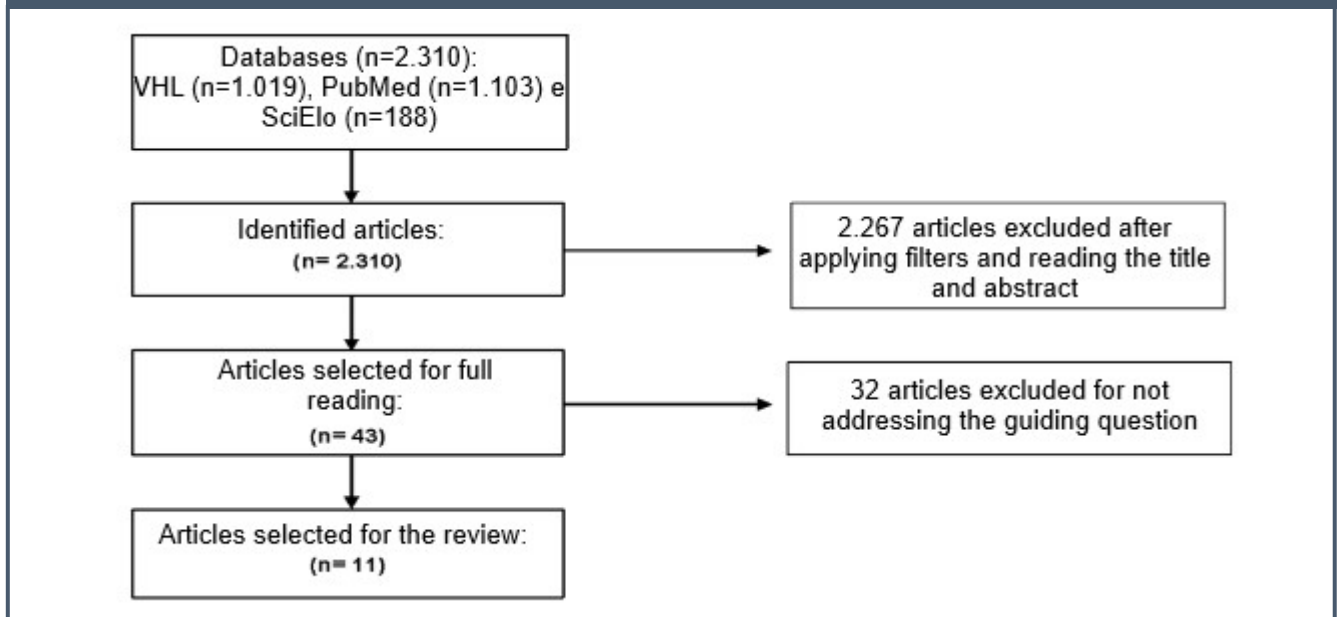 Databases (n=2.310):
VHL (n=1.019), PubMed (n=1.103) e
SciElo (n=188)
Identified articles:
(n= 2.310)
2.267 articles excluded after
applying filters and reading the title
and abstract
Articles selected for full
reading:
(n= 43)
32 articles excluded for not
addressing the guiding question
Articles selected for the review:
(n= 11)